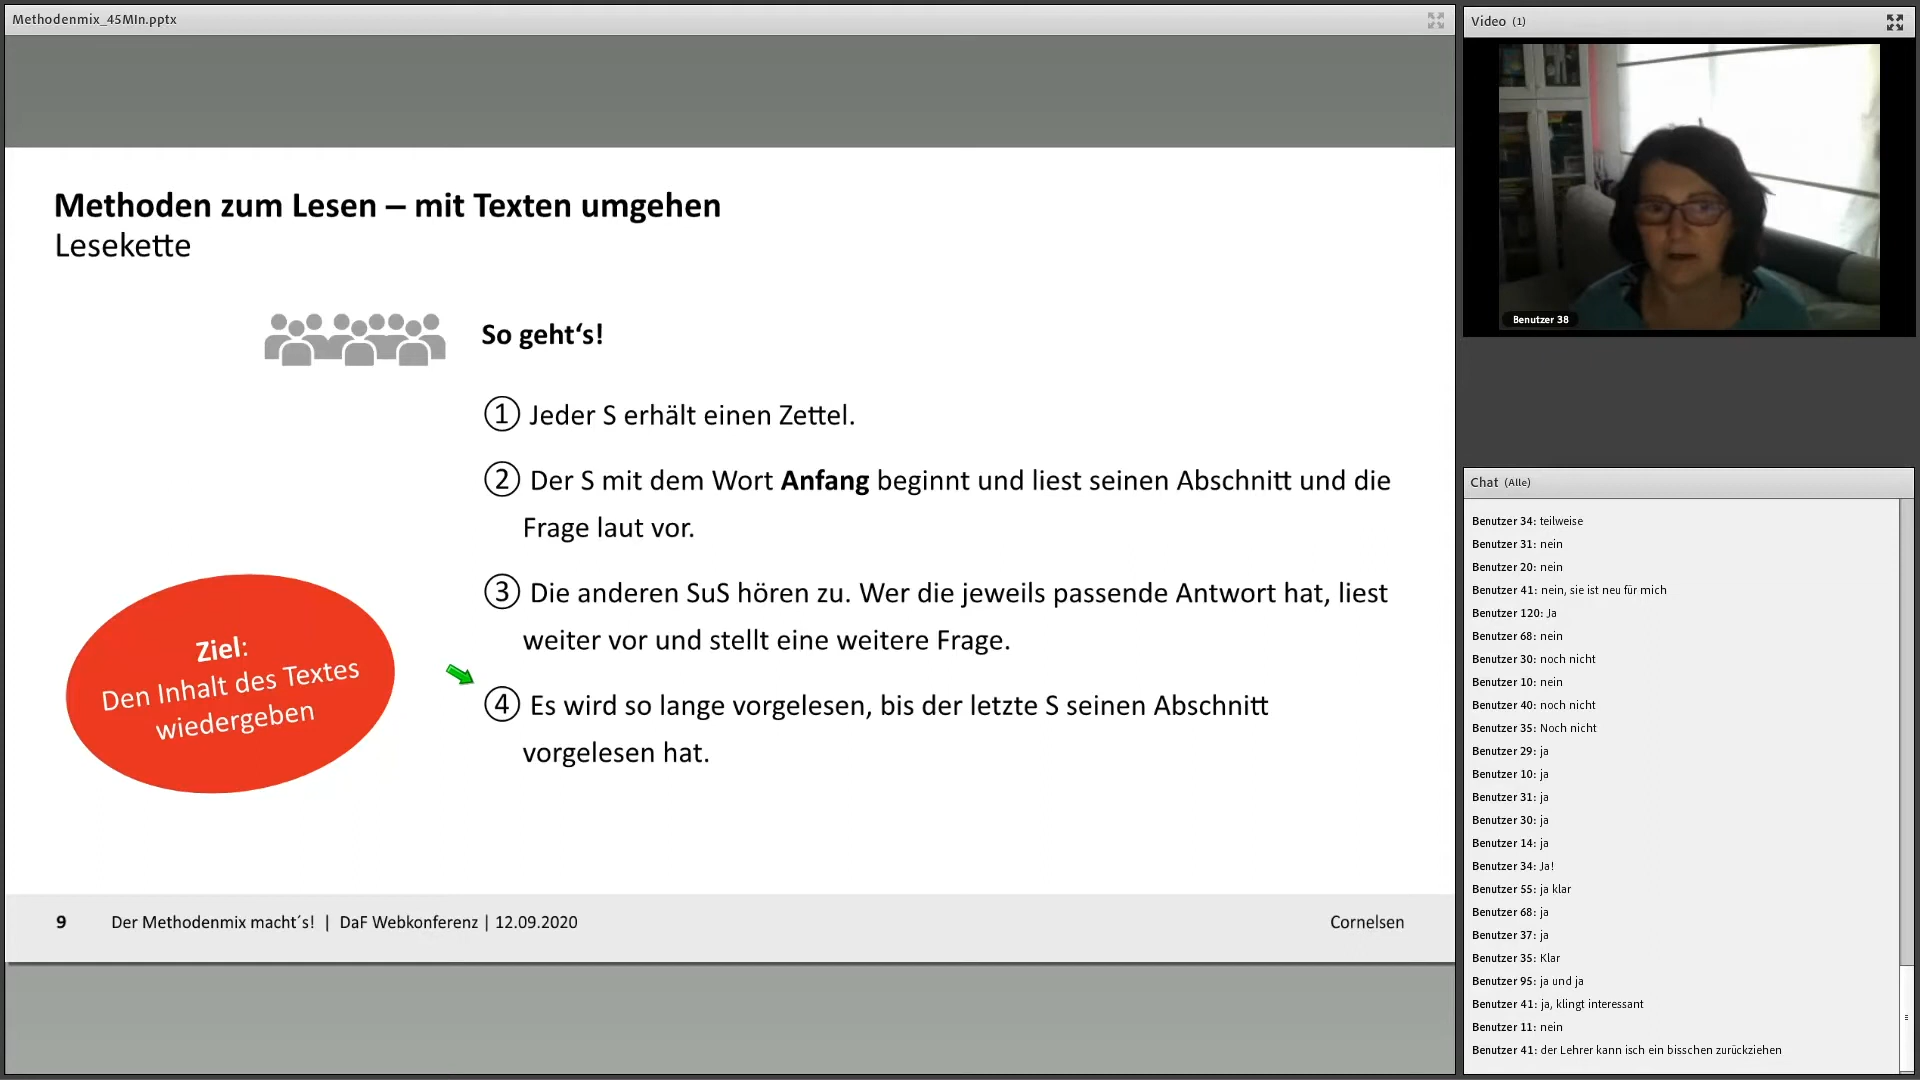 Methodenmix_45MIn.pptx
Methoden zum Lesen – mit Texten umgehen
Lesekette
So geht‘s!
① Jeder S erhält einen Zettel.
② Der S mit dem Wort Anfang beginnt und liest seinen Abschnitt und die
Frage laut vor.
③ Die anderen SuS hören zu. Wer die jeweils passende Antwort hat, liest
weiter vor und stellt eine weitere Frage.
④ Es wird so lange vorgelesen, bis der letzte S seinen Abschnitt
vorgelesen hat.
Ziel:
Den Inhalt des Textes
wiedergeben
9 Der Methodenmix macht´s! | DaF Webkonferenz | 12.09.2020 Cornelsen
Video (1)
Benutzer 38
Chat (Alle)
Benutzer 34: teilweise
Benutzer 31: nein
Benutzer 20: nein
Benutzer 41: nein, sie ist neu für mich
Benutzer 120: Ja
Benutzer 68: nein
Benutzer 30: noch nicht
Benutzer 10: nein
Benutzer 40: noch nicht
Benutzer 35: Noch nicht
Benutzer 29: ja
Benutzer 10: ja
Benutzer 31: ja
Benutzer 30: ja
Benutzer 14: ja
Benutzer 34: Ja!
Benutzer 55: ja klar
Benutzer 68: ja
Benutzer 37: ja
Benutzer 35: Klar
Benutzer 95: ja und ja
Benutzer 41: ja, klingt interessant
Benutzer 11: nein
Benutzer 41: der Lehrer kann isch ein bisschen zurückziehen